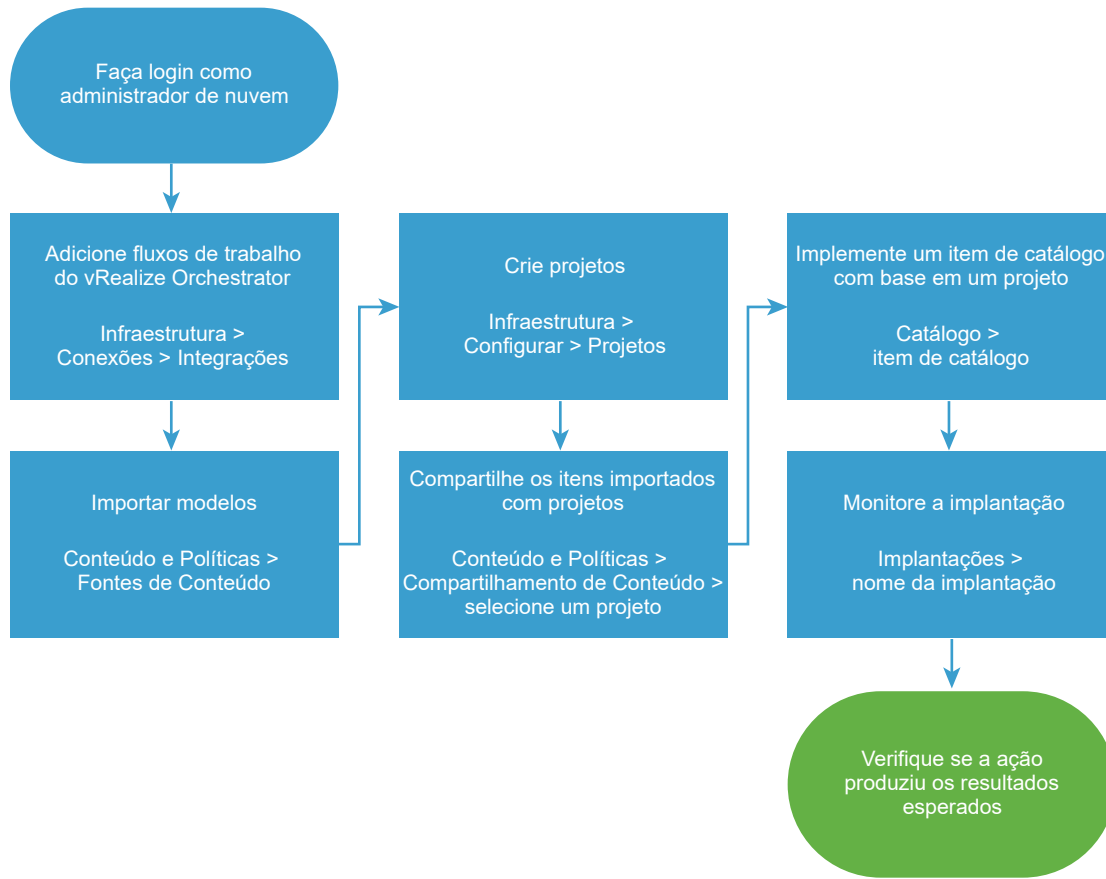 Faça login como
administrador de nuvem
Adicione fluxos de trabalho
do vRealize Orchestrator
Infraestrutura >
Conexões > Integrações
Importar modelos
Conteúdo e Políticas >
Fontes de Conteúdo
Crie projetos
Infraestrutura >
Configurar > Projetos
Compartilhe os itens importados
com projetos
Conteúdo e Políticas >
Compartilhamento de Conteúdo >
selecione um projeto
Implemente um item de catálogo
com base em um projeto
Catálogo >
item de catálogo
Monitore a implantação
Implantações >
nome da implantação
Verifique se a ação
produziu os resultados
esperados